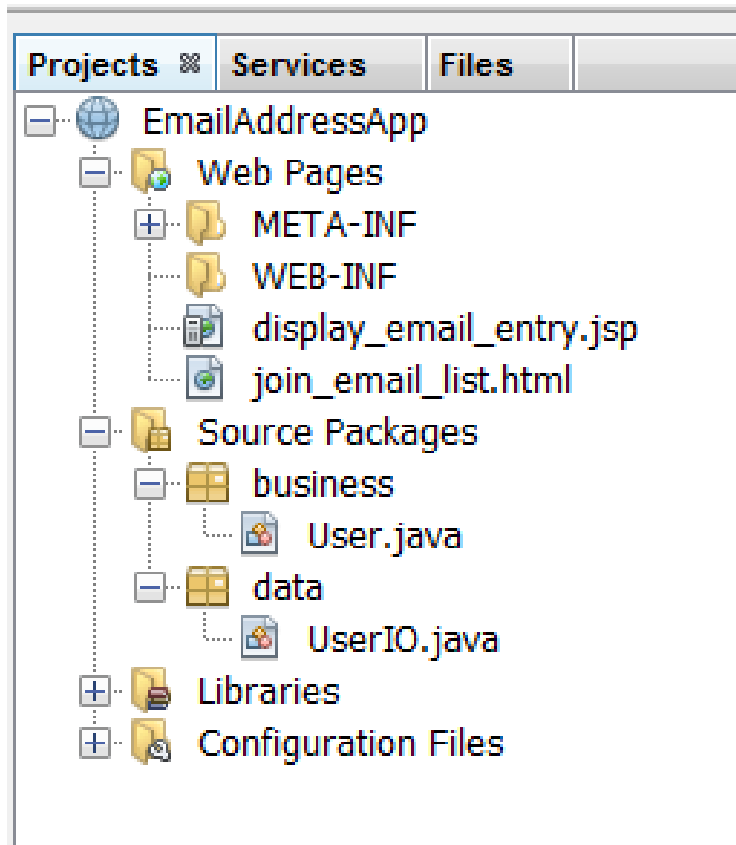 Projects Services Files
EmailAddressApp
Web Pages
META-INF
WEB-INF
display_email_entry.jsp
join_email_list.html
Source Packages
business
User.java
data
UserIO.java
Libraries
Configuration Files